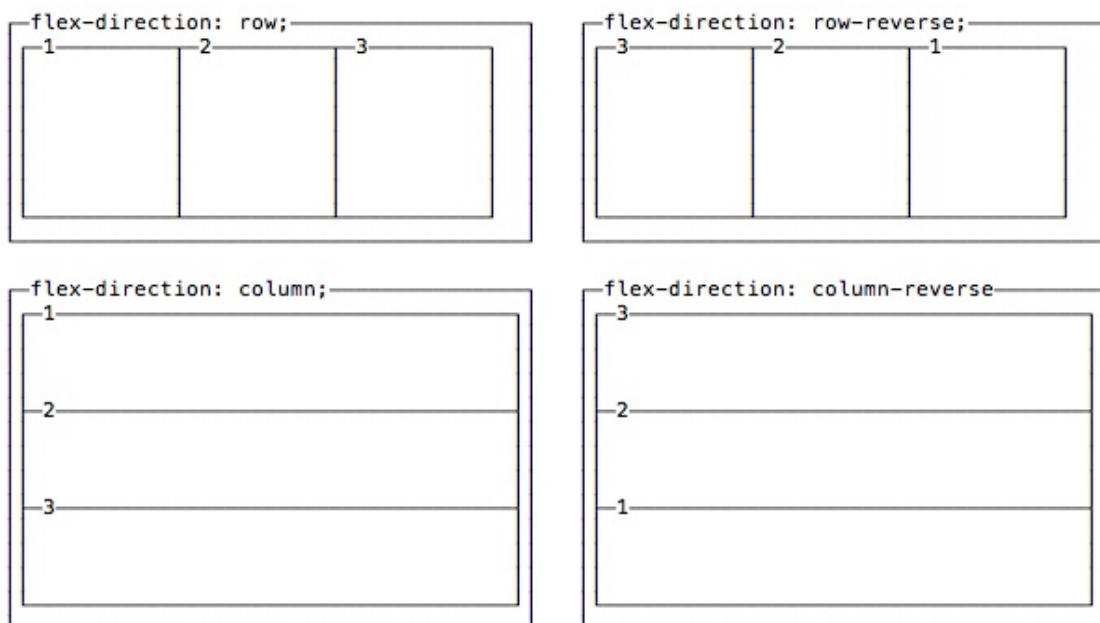 flex-direction: row;
1 2 3
flex-direction: row-reverse;
3 2 1
flex-direction: column;
1
2
3
flex-direction: column-reverse
3
2
1